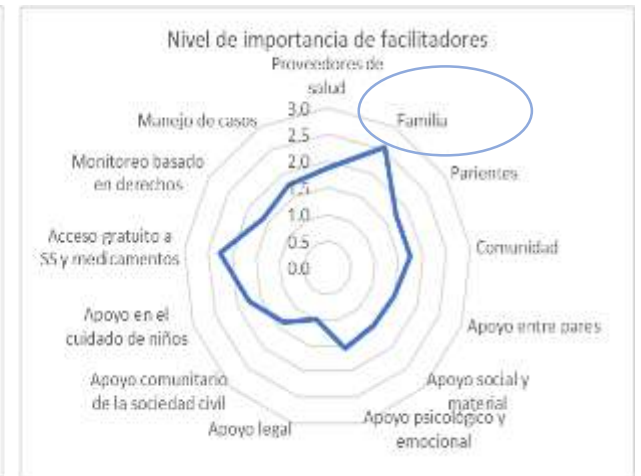 Nivel de importancia de facilitadores
Proveedores de
salud
Familia
Parientes
Comunidad
Apoyo entre pares
Apoyo social y
material
Apoyo psicológico y
emocional
Apoyo legal
Apoyo comunitario
de la sociedad civil
Apoyo en el
cuidado de niños
Acceso gratuito a
SS y medicamentos
Monitoreo basado
en derechos
Manejo de casos
3,0
2,5
2,0
1,5
1,0
0,5
0,0